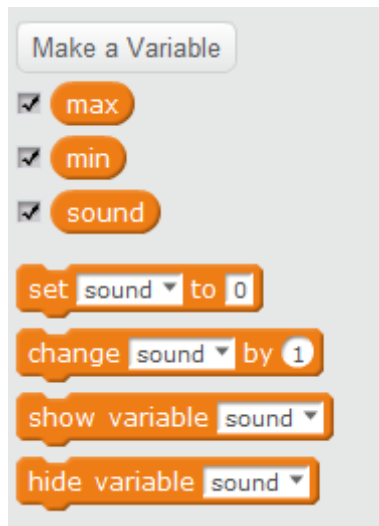 Make a Variable
max
min
sound
set sound to 0
change sound by 1
show variable sound
hide variable sound